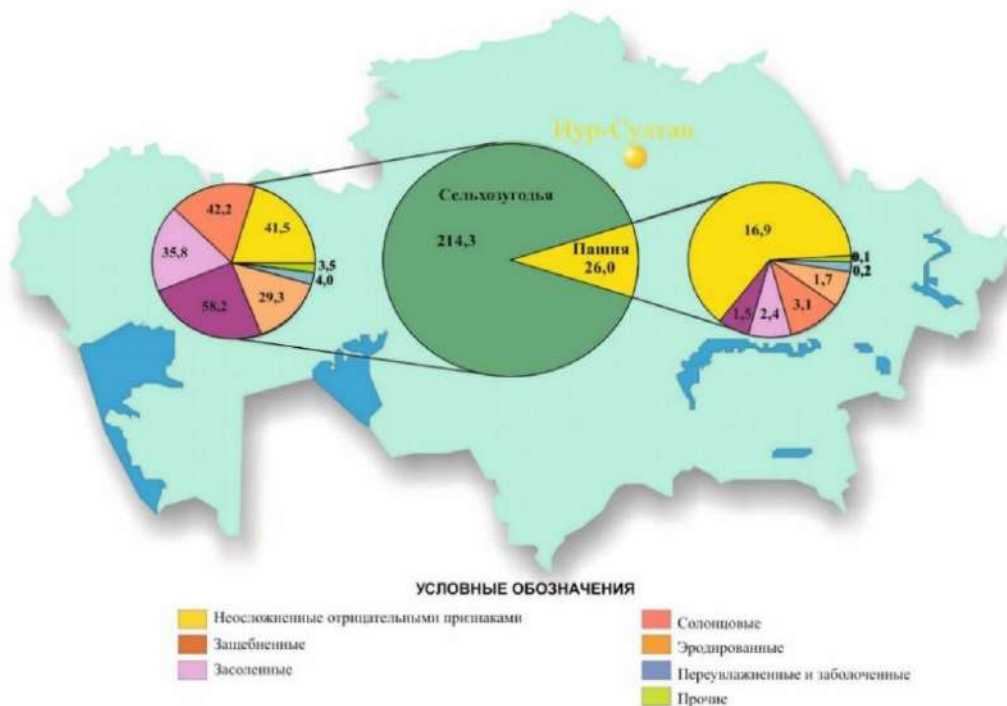 Нур-Султан
Сельхозугодья
214,3
Пашня
26,0
42,2
41,5
35,8
3,5
4,0
58,2
29,3
16,9
0,1
0,2
1,7
1,5
2,4
3,1
УСЛОВНЫЕ ОБОЗНАЧЕНИЯ
Неосложненные отрицательными признаками
Защебненные
Засоленные
Солонцовые
Эродированные
Переувлажненные и заболоченные
Прочие